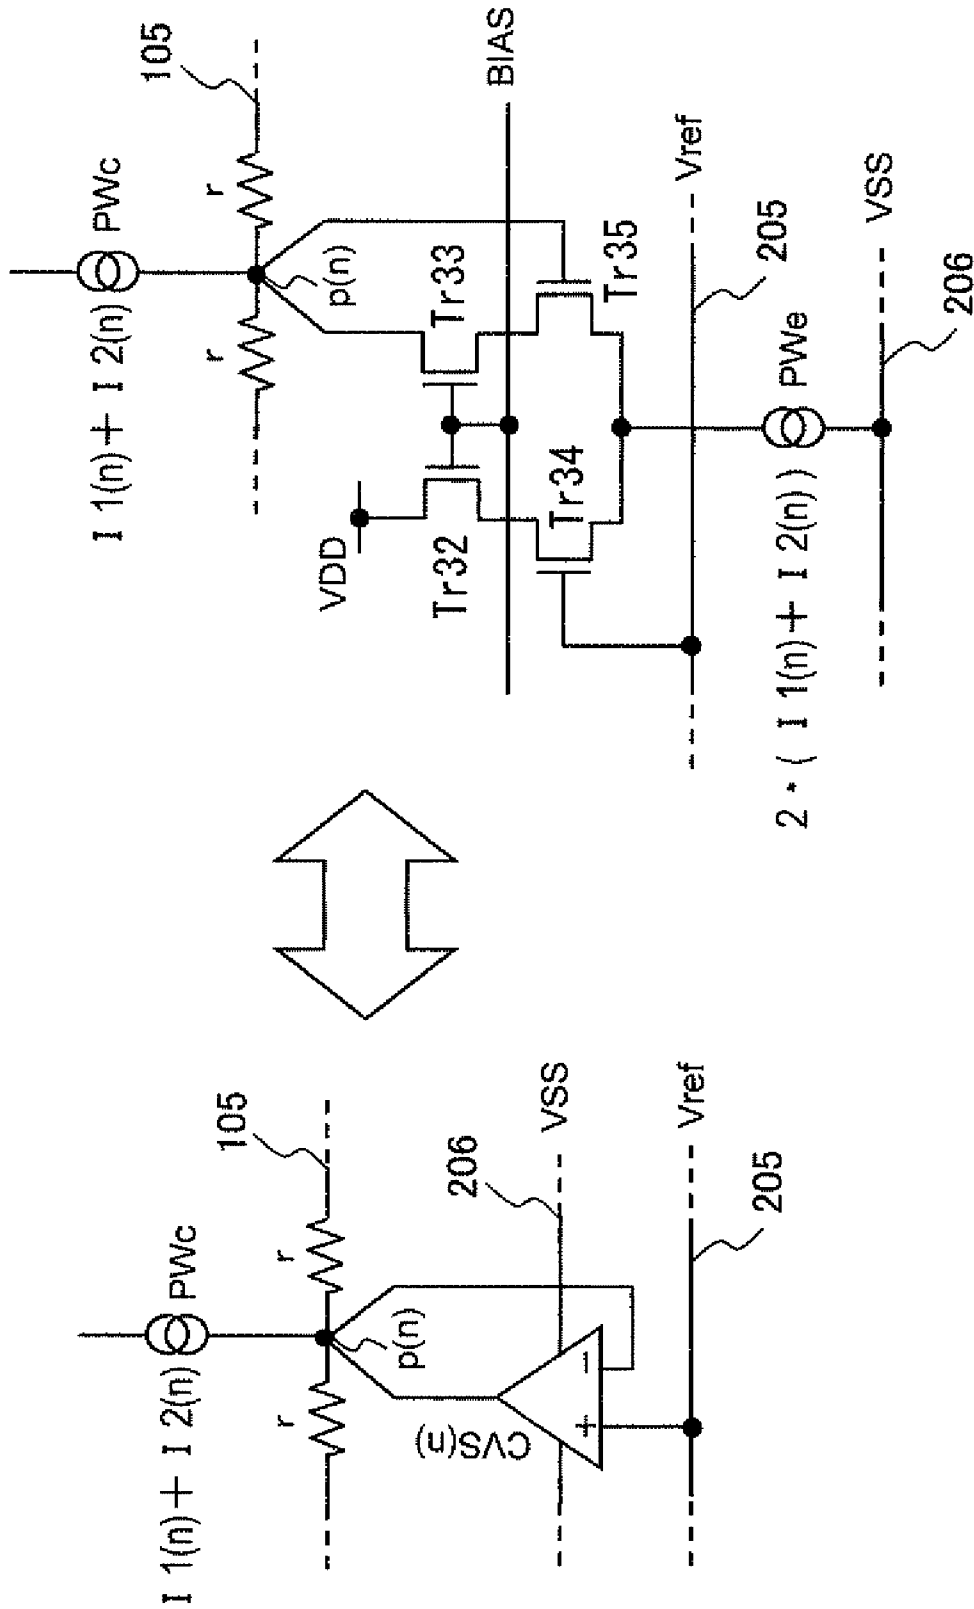 I 1(n)+ I 2(n)
PWc
105
r
r
p(n)
206
VSS
CVS(n)
+
−
Vref
205
I 1(n)+ I 2(n)
PWc
105
r
r
p(n)
VDD
Tr32
Tr33
BIAS
Tr34
Tr35
Vref
205
2・( I 1(n)+ I 2(n) )
PWe
VSS
206